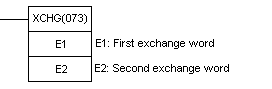 XCHG(073)
E1 E1: First exchange word
E2 E2: Second exchange word